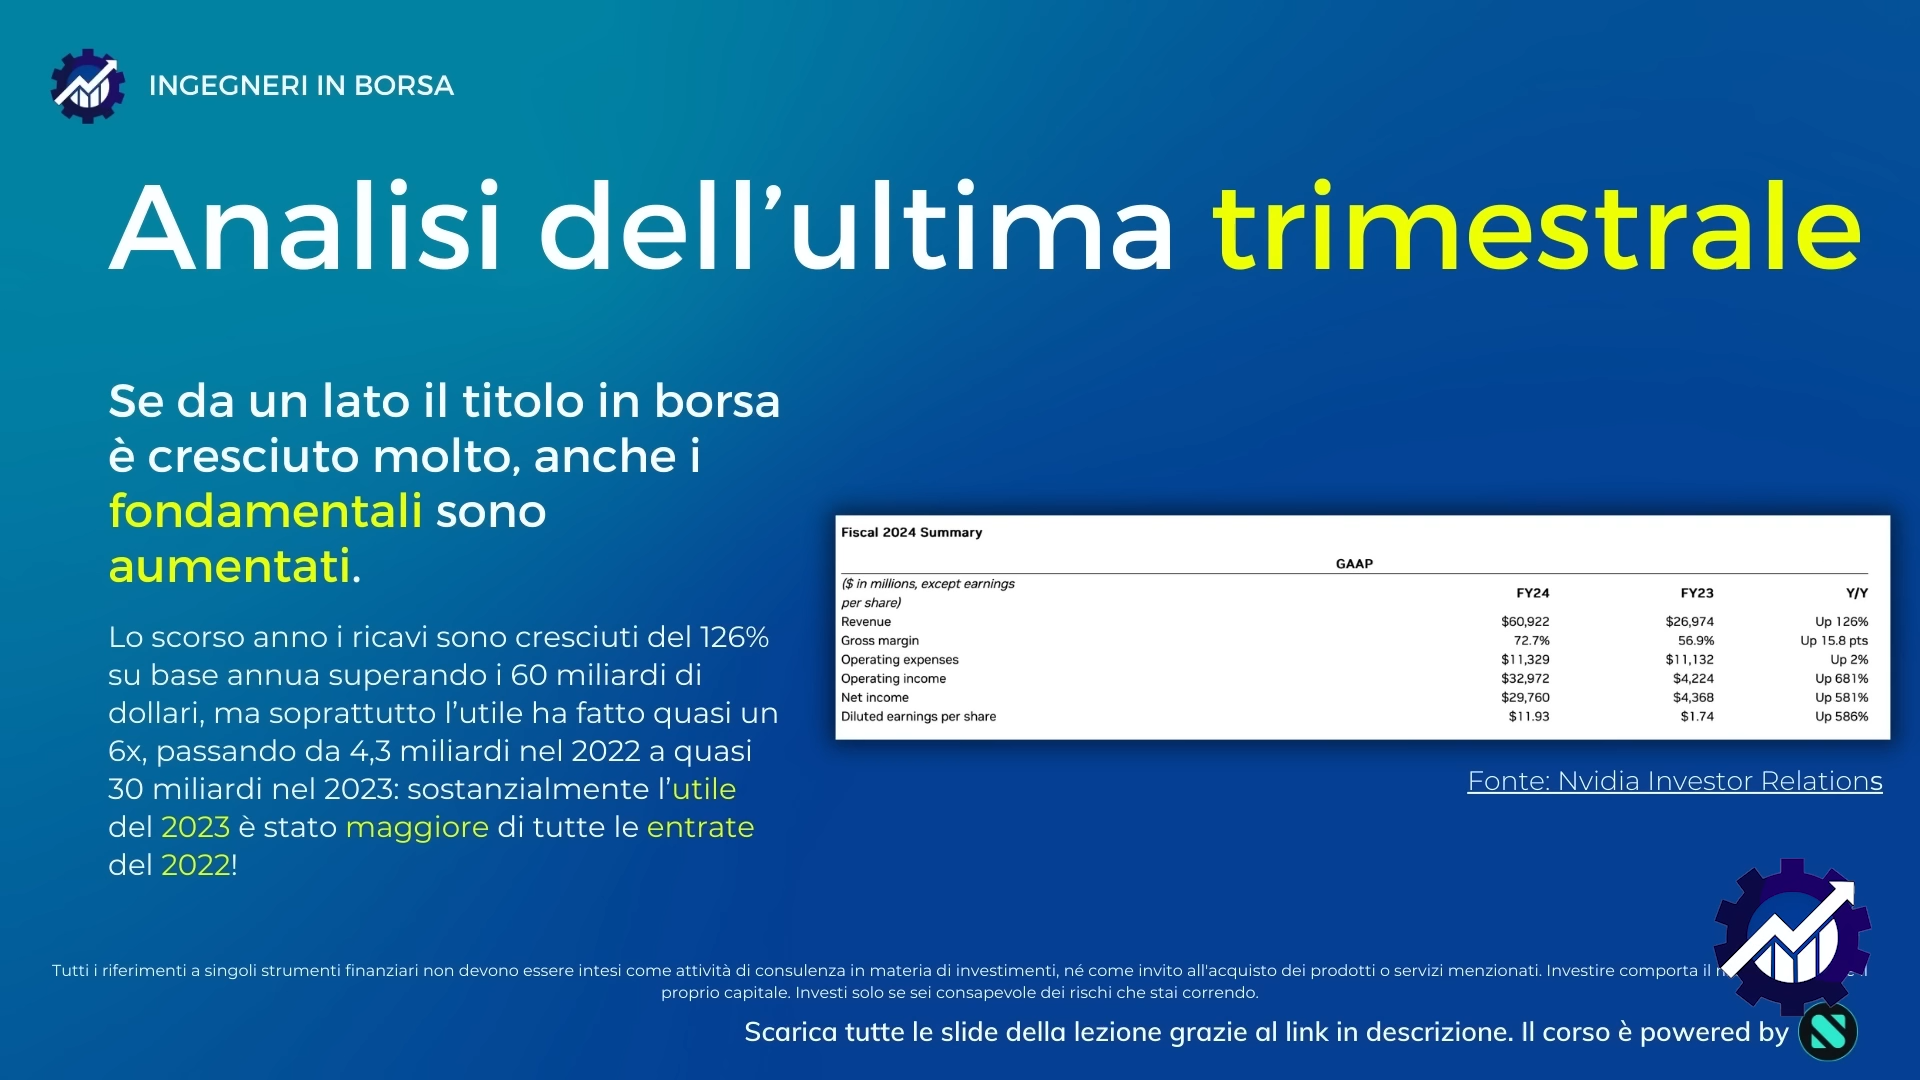 INGEGNERI IN BORSA
Analisi dell’ultima trimestrale
Se da un lato il titolo in borsa
è cresciuto molto, anche i
fondamentali sono
aumentati.
Lo scorso anno i ricavi sono cresciuti del 126%
su base annua superando i 60 miliardi di
dollari, ma soprattutto l’utile ha fatto quasi un
6x, passando da 4,3 miliardi nel 2022 a quasi
30 miliardi nel 2023: sostanzialmente l’utile
del 2023 è stato maggiore di tutte le entrate
del 2022!
Fiscal 2024 Summary
GAAP
($ in millions, except earnings
per share) FY24 FY23 Y/Y
Revenue $60,922 $26,974 Up 126%
Gross margin 72.7% 56.9% Up 15.8 pts
Operating expenses $11,329 $11,132 Up 2%
Operating income $32,972 $4,224 Up 681%
Net income $29,760 $4,368 Up 581%
Diluted earnings per share $11.93 $1.74 Up 586%
Fonte: Nvidia Investor Relations
Tutti i riferimenti a singoli strumenti finanziari non devono essere intesi come attività di consulenza in materia di investimenti, né come invito all'acquisto dei prodotti o servizi menzionati. Investire comporta il
proprio capitale. Investi solo se sei consapevole dei rischi che stai correndo.
Scarica tutte le slide della lezione grazie al link in descrizione. Il corso è powered by